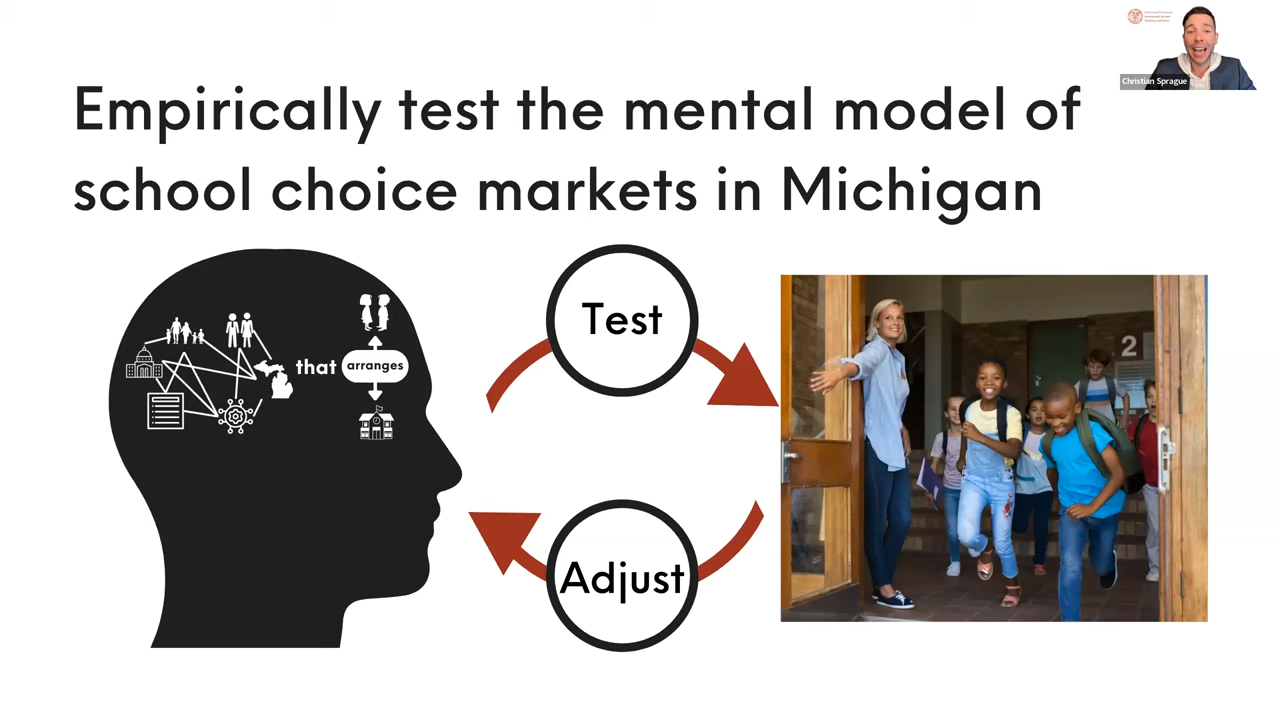 Christian Sprague
Empirically test the mental model of
school choice markets in Michigan
Test
that
arranges
2
Adjust